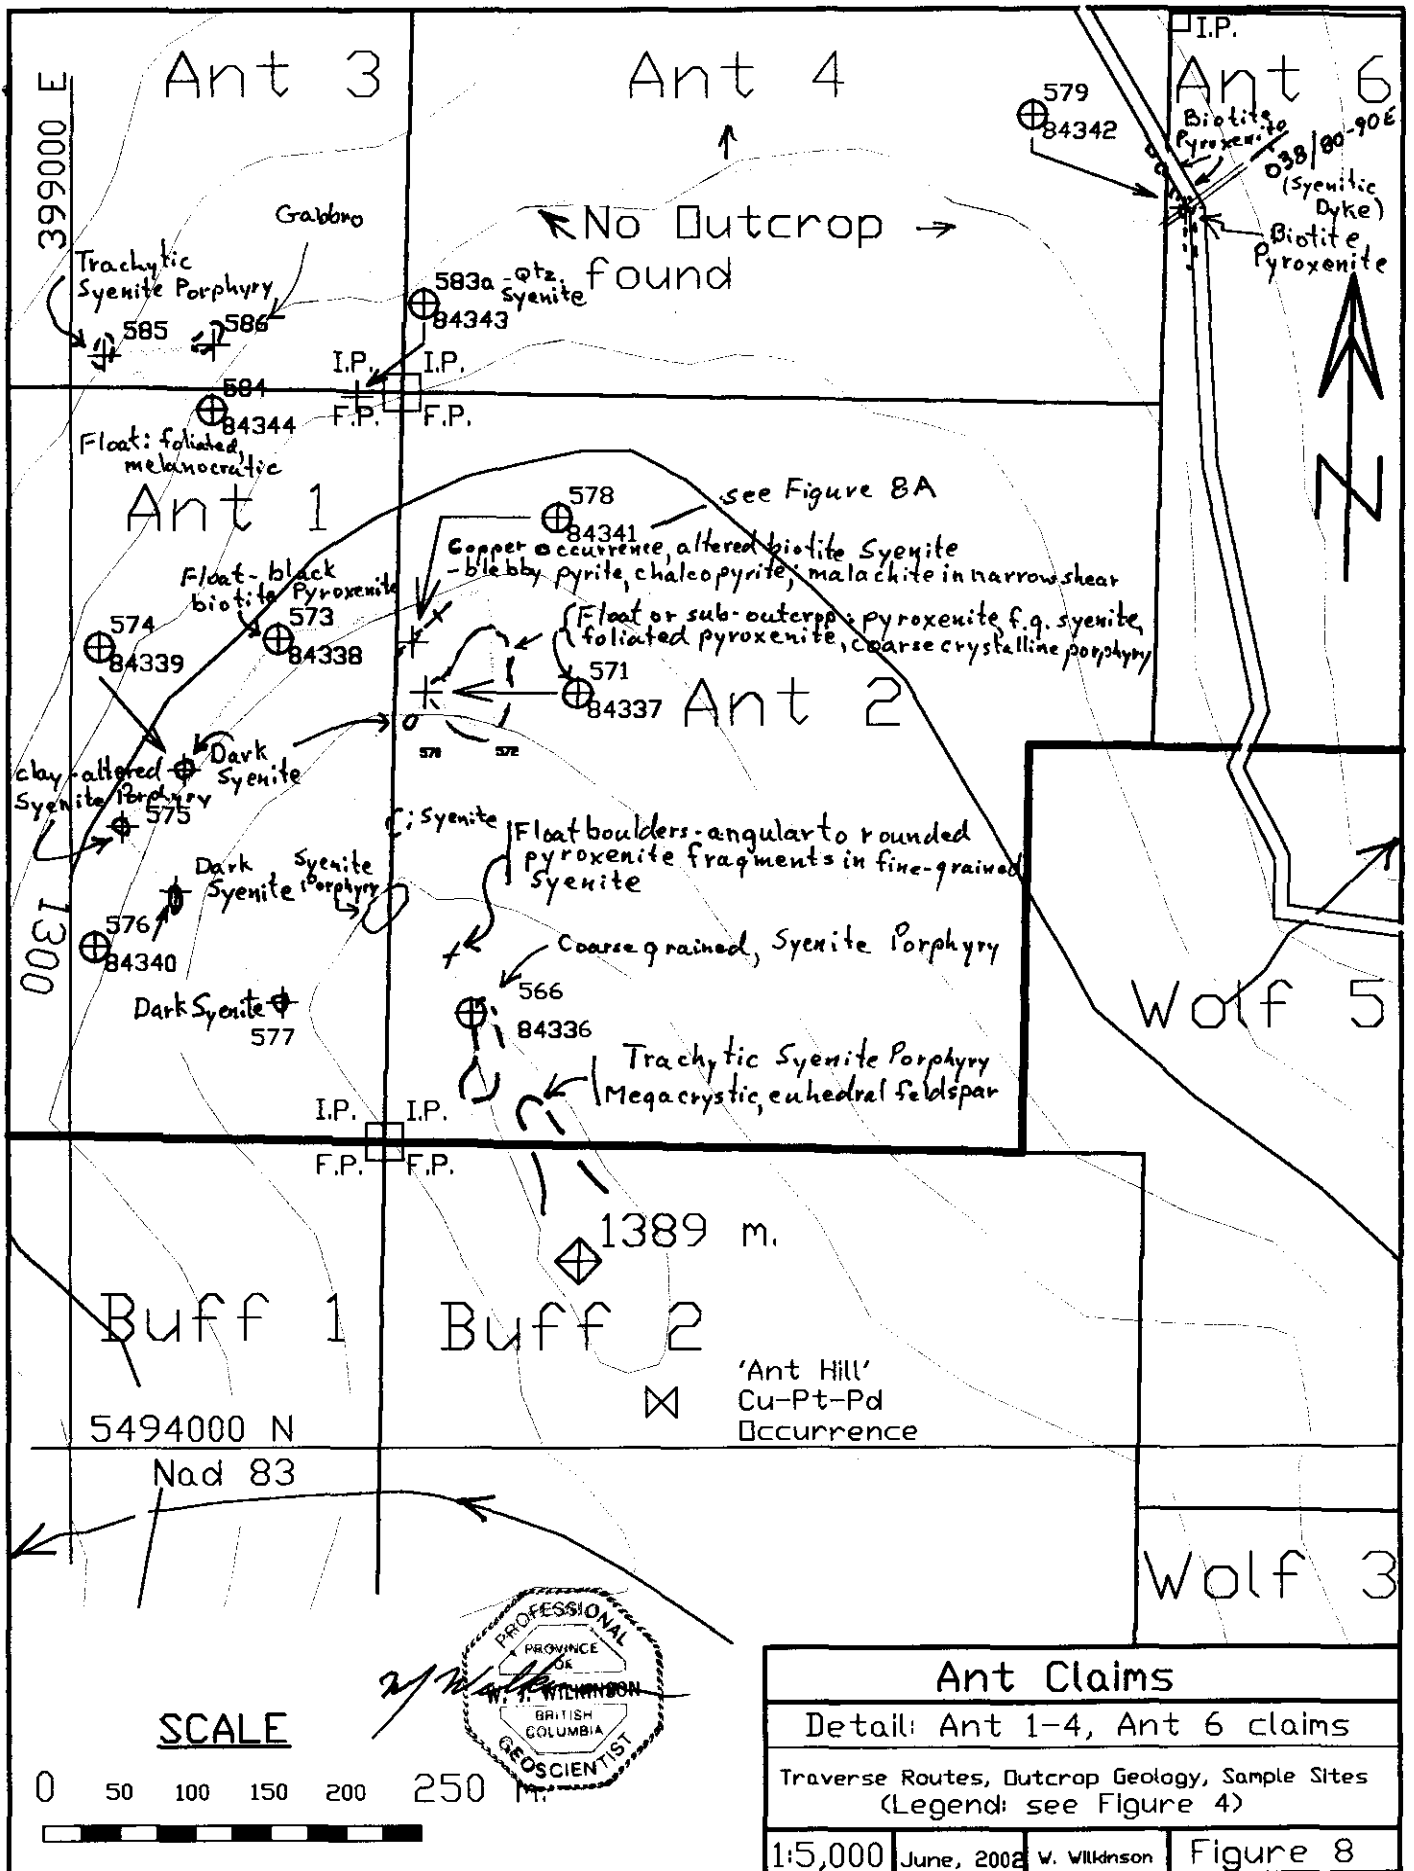 Ant 3
Ant 4
I.P.
Ant 6
399000 E
579
84342
Biotite
Pyroxenite
038/80-90E
(Syenitic
Dyke)
Biotite
Pyroxenite
Gabbro
No Outcrop
found
Trachytic
Syenite Porphyry
585
586
583a - Qtz.
Syenite
84343
I.P.
I.P.
F.P.
F.P.
584
84344
Float: foliated,
melanocratic
Ant 1
N
578
84341
see Figure 8A
Copper occurrence, altered biotite Syenite
- blebby pyrite, chalcopyrite; malachite in narrow shear
Float - black
biotite Pyroxenite
573
84338
Float or sub-outcrop: pyroxenite, f.g. syenite,
foliated pyroxenite, coarse crystalline porphyry
574
84339
571
84337
Ant 2
570
572
Dark
Syenite
clay-altered
Syenite Porphyry
575
Syenite
Float boulders - angular to rounded
pyroxenite fragments in fine-grained
Syenite
Dark
Syenite
Syenite
Porphyry
576
84340
1300
Coarse grained, Syenite Porphyry
Dark Syenite
577
566
84336
Wolf 5
Trachytic Syenite Porphyry
Megacrystic, euhedral feldspar
I.P.
I.P.
F.P.
F.P.
1389 m.
Buff 1
Buff 2
'Ant Hill'
Cu-Pt-Pd
Occurrence
5494000 N
Nad 83
Wolf 3
PROFESSIONAL
PROVINCE
OF
W. J. WILKINSON
BRITISH
COLUMBIA
GEOSCIENTIST
SCALE
0 50 100 150 200 250 M.
Ant Claims
Detail: Ant 1-4, Ant 6 claims
Traverse Routes, Outcrop Geology, Sample Sites
(Legend: see Figure 4)
1:5,000
June, 2002
W. Wilkinson
Figure 8